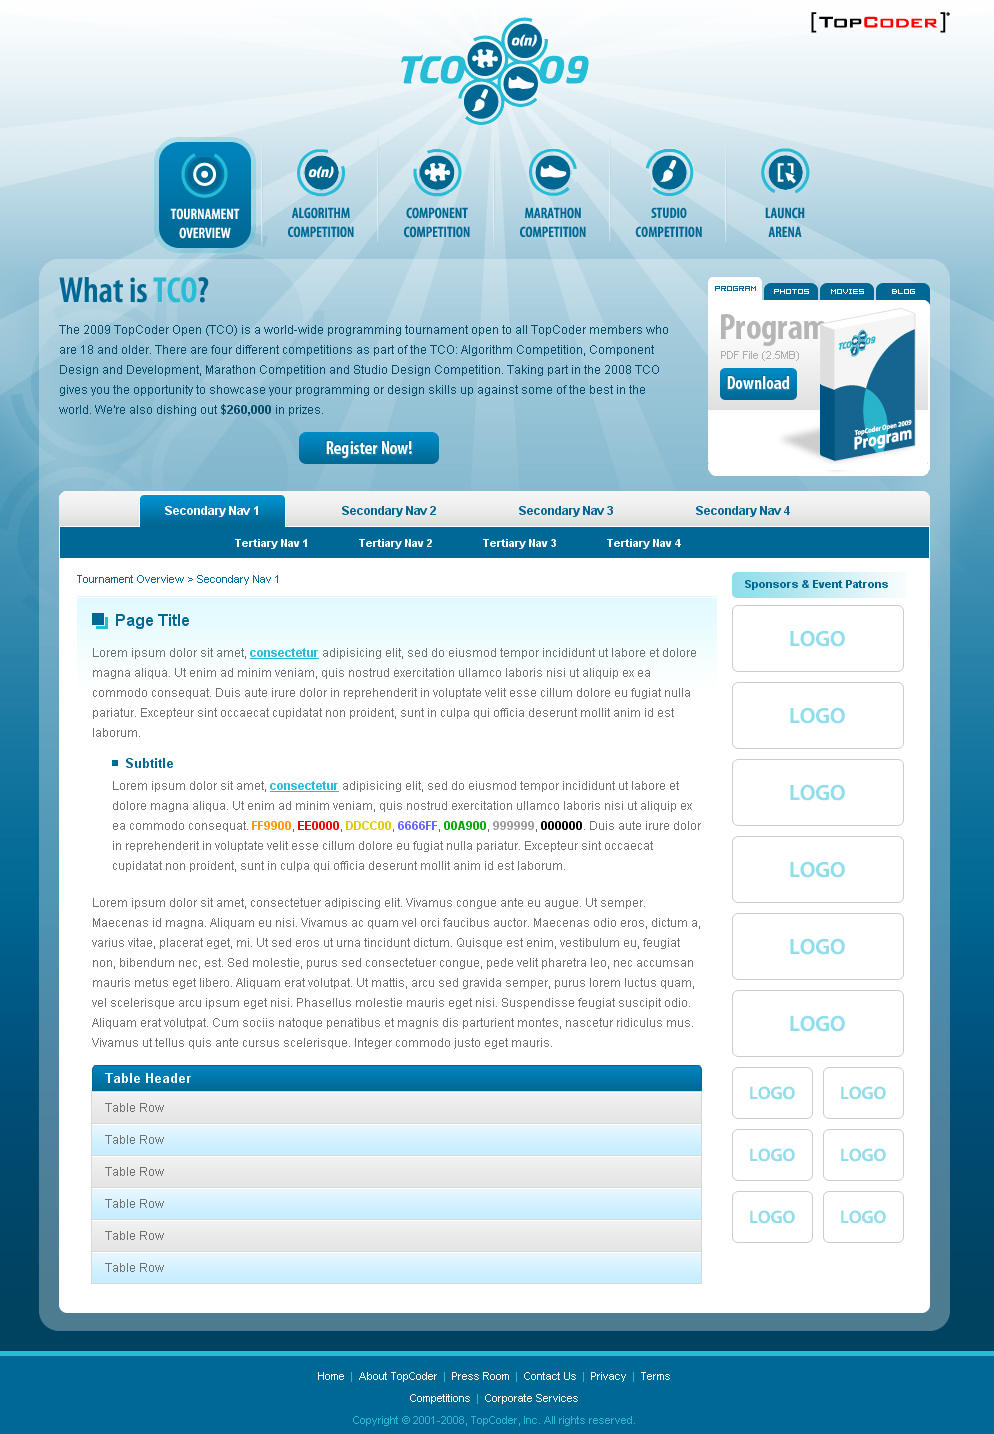 [TOPCODER]
TCO 09
o(n)
TOURNAMENT
OVERVIEW
o(n)
ALGORITHM
COMPETITION
COMPONENT
COMPETITION
MARATHON
COMPETITION
STUDIO
COMPETITION
LAUNCH
ARENA
What is TCO?
The 2009 TopCoder Open (TCO) is a world-wide programming tournament open to all TopCoder members who
are 18 and older. There are four different competitions as part of the TCO: Algorithm Competition, Component
Design and Development, Marathon Competition and Studio Design Competition. Taking part in the 2008 TCO
gives you the opportunity to showcase your programming or design skills up against some of the best in the
world. We're also dishing out $260,000 in prizes.
Register Now!
PROGRAM PHOTOS MOVIES BLOG
Program
PDF File (2.5MB)
Download
TCO 09
TopCoder Open 2009
Program
Secondary Nav 1 Secondary Nav 2 Secondary Nav 3 Secondary Nav 4
Tertiary Nav 1 Tertiary Nav 2 Tertiary Nav 3 Tertiary Nav 4
Tournament Overview > Secondary Nav 1
Page Title
Lorem ipsum dolor sit amet, consectetur adipisicing elit, sed do eiusmod tempor incididunt ut labore et dolore
magna aliqua. Ut enim ad minim veniam, quis nostrud exercitation ullamco laboris nisi ut aliquip ex ea
commodo consequat. Duis aute irure dolor in reprehenderit in voluptate velit esse cillum dolore eu fugiat nulla
pariatur. Excepteur sint occaecat cupidatat non proident, sunt in culpa qui officia deserunt mollit anim id est
laborum.
Subtitle
Lorem ipsum dolor sit amet, consectetur adipisicing elit, sed do eiusmod tempor incididunt ut labore et
dolore magna aliqua. Ut enim ad minim veniam, quis nostrud exercitation ullamco laboris nisi ut aliquip ex
ea commodo consequat. FF9900, EE0000, DDCC00, 6666FF, 00A900, 999999, 000000. Duis aute irure dolor
in reprehenderit in voluptate velit esse cillum dolore eu fugiat nulla pariatur. Excepteur sint occaecat
cupidatat non proident, sunt in culpa qui officia deserunt mollit anim id est laborum.
Lorem ipsum dolor sit amet, consectetuer adipiscing elit. Vivamus congue ante eu augue. Ut semper.
Maecenas id magna. Aliquam eu nisi. Vivamus ac quam vel orci faucibus auctor. Maecenas odio eros, dictum a,
varius vitae, placerat eget, mi. Ut sed eros ut urna tincidunt dictum. Quisque est enim, vestibulum eu, feugiat
non, bibendum nec, est. Sed molestie, purus sed consectetuer congue, pede velit pharetra leo, nec accumsan
mauris metus eget libero. Aliquam erat volutpat. Ut mattis, arcu sed gravida semper, purus lorem luctus quam,
vel scelerisque arcu ipsum eget nisi. Phasellus molestie mauris eget nisi. Suspendisse feugiat suscipit odio.
Aliquam erat volutpat. Cum sociis natoque penatibus et magnis dis parturient montes, nascetur ridiculus mus.
Vivamus ut tellus quis ante cursus scelerisque. Integer commodo justo eget mauris.
Table Header
Table Row
Table Row
Table Row
Table Row
Table Row
Table Row
Sponsors & Event Patrons
LOGO
LOGO
LOGO
LOGO
LOGO
LOGO
LOGO LOGO
LOGO LOGO
LOGO LOGO
Home | About TopCoder | Press Room | Contact Us | Privacy | Terms
Competitions | Corporate Services
Copyright © 2001-2008, TopCoder, Inc. All rights reserved.